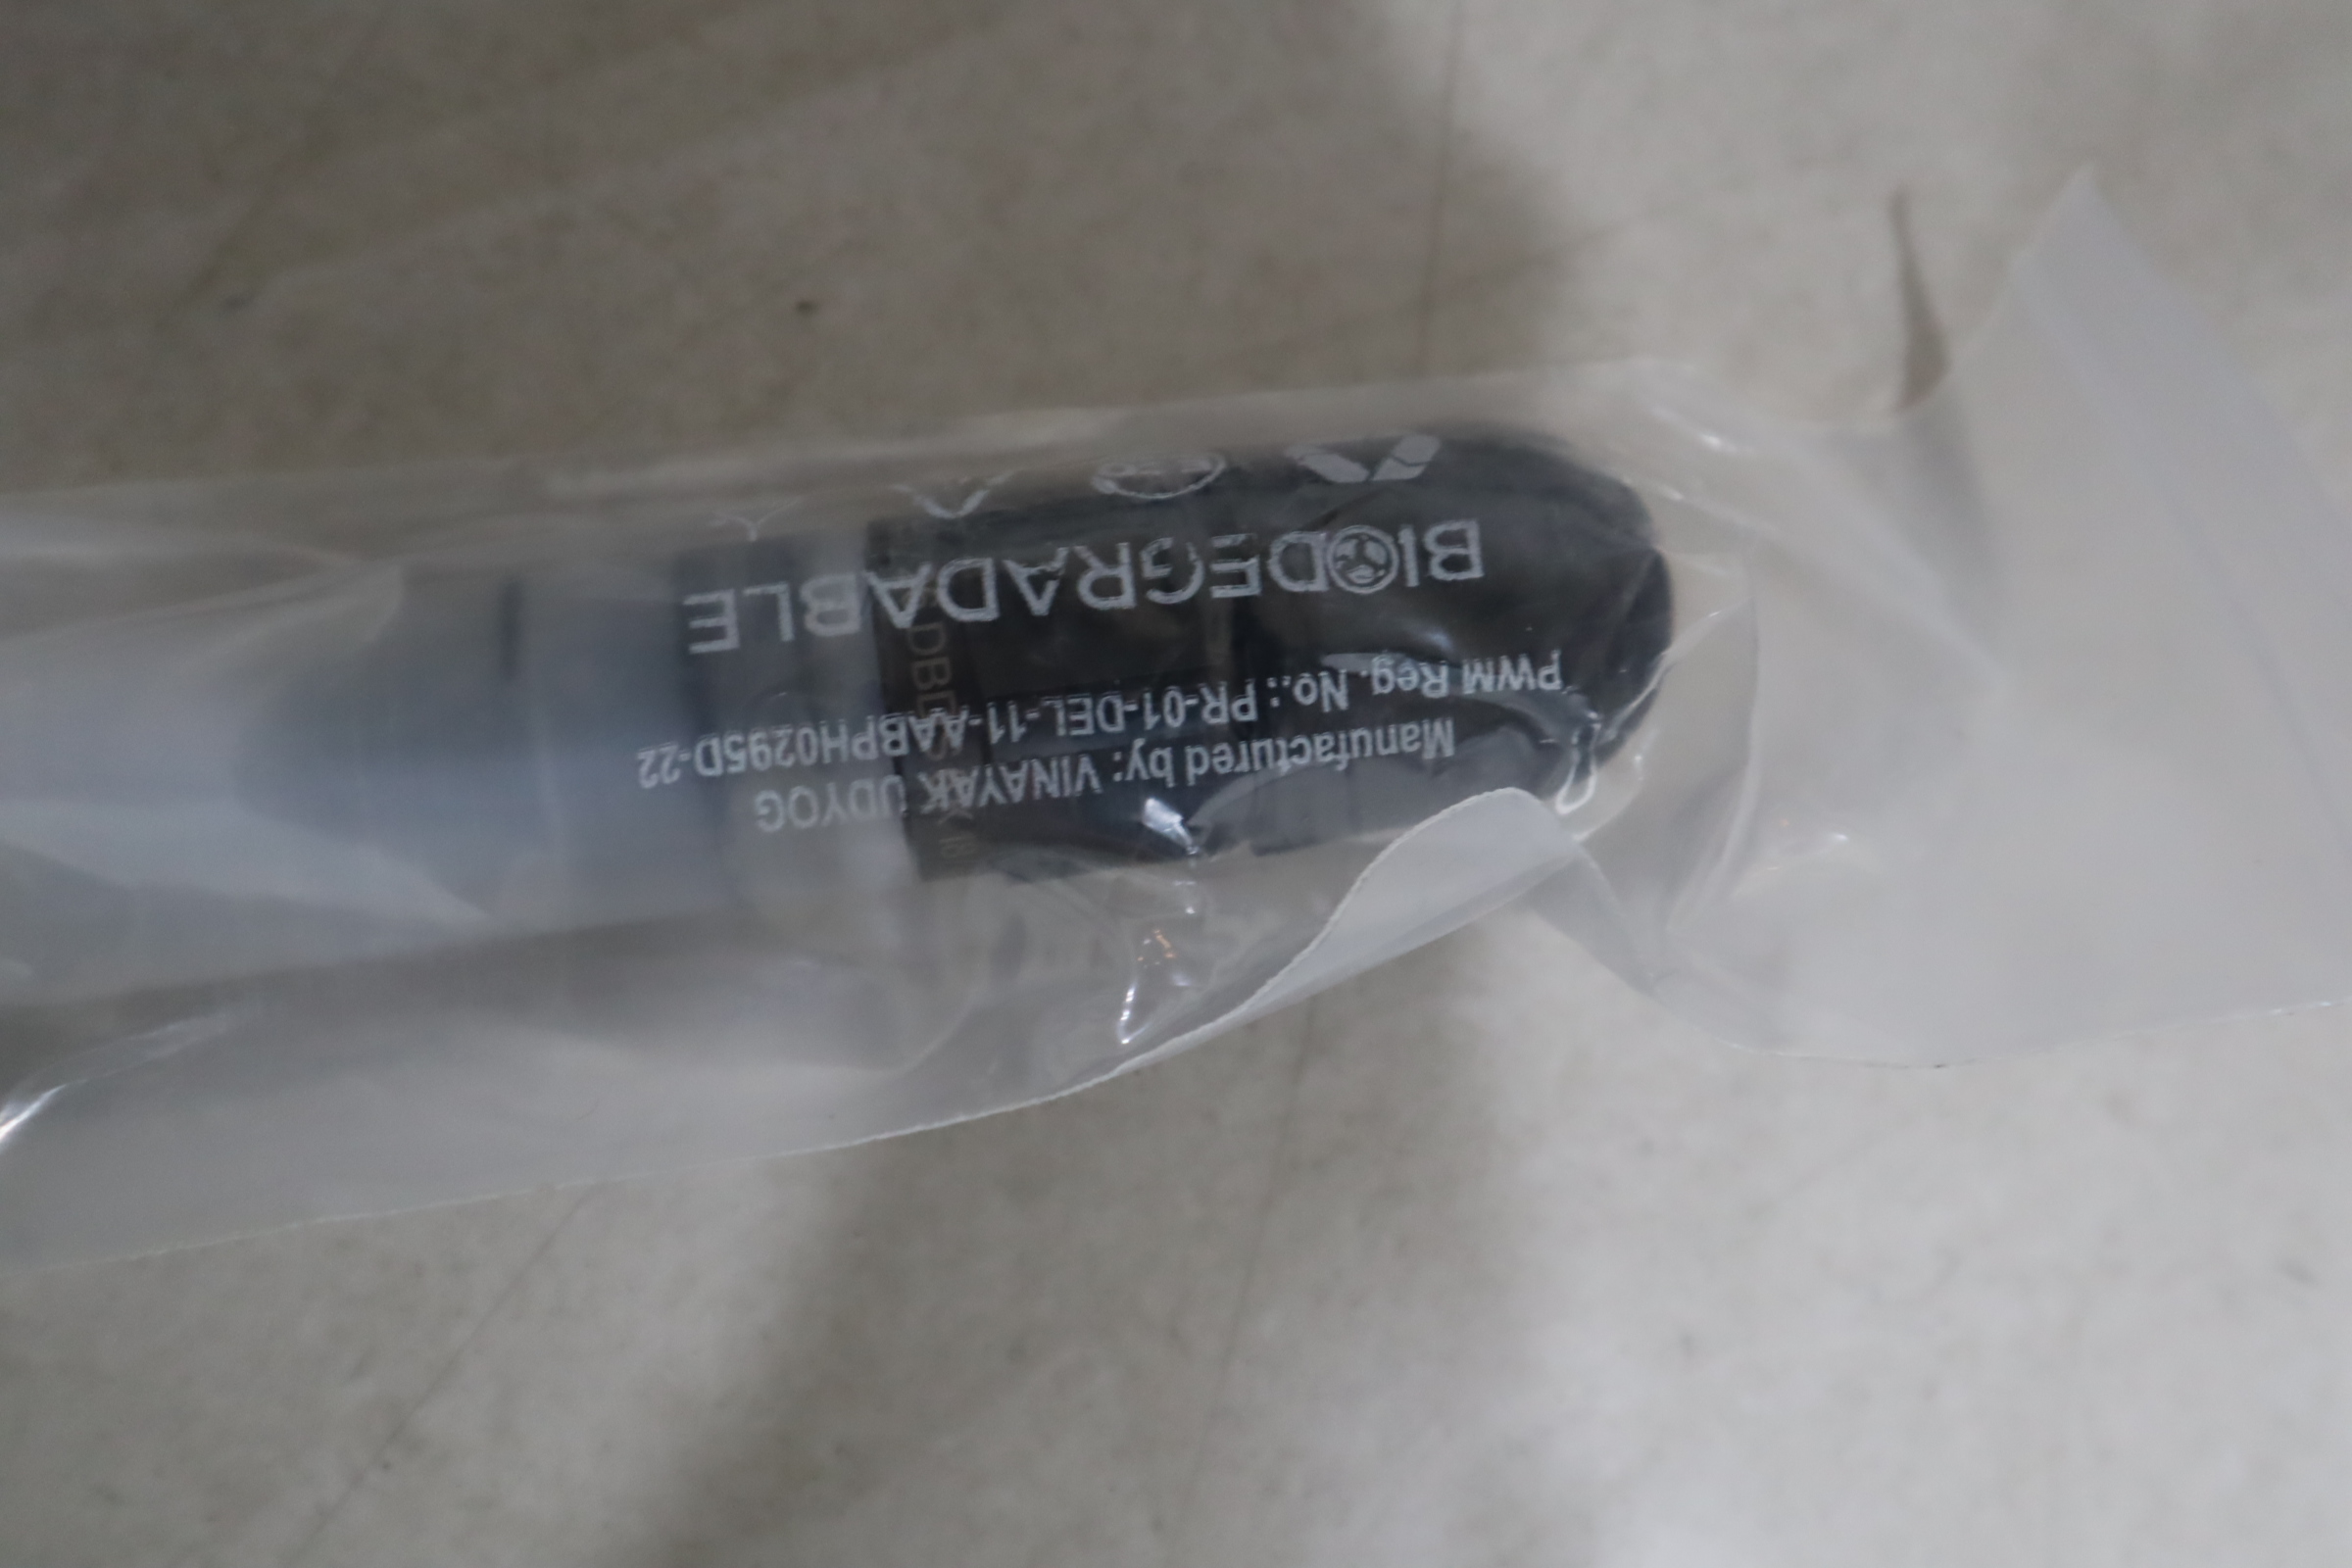 BIODEGRADABLE
PWM Reg. No.: PR-01-DEL-11-AABPH0295D-22
Manufactured by: VINAYAK UDYOG